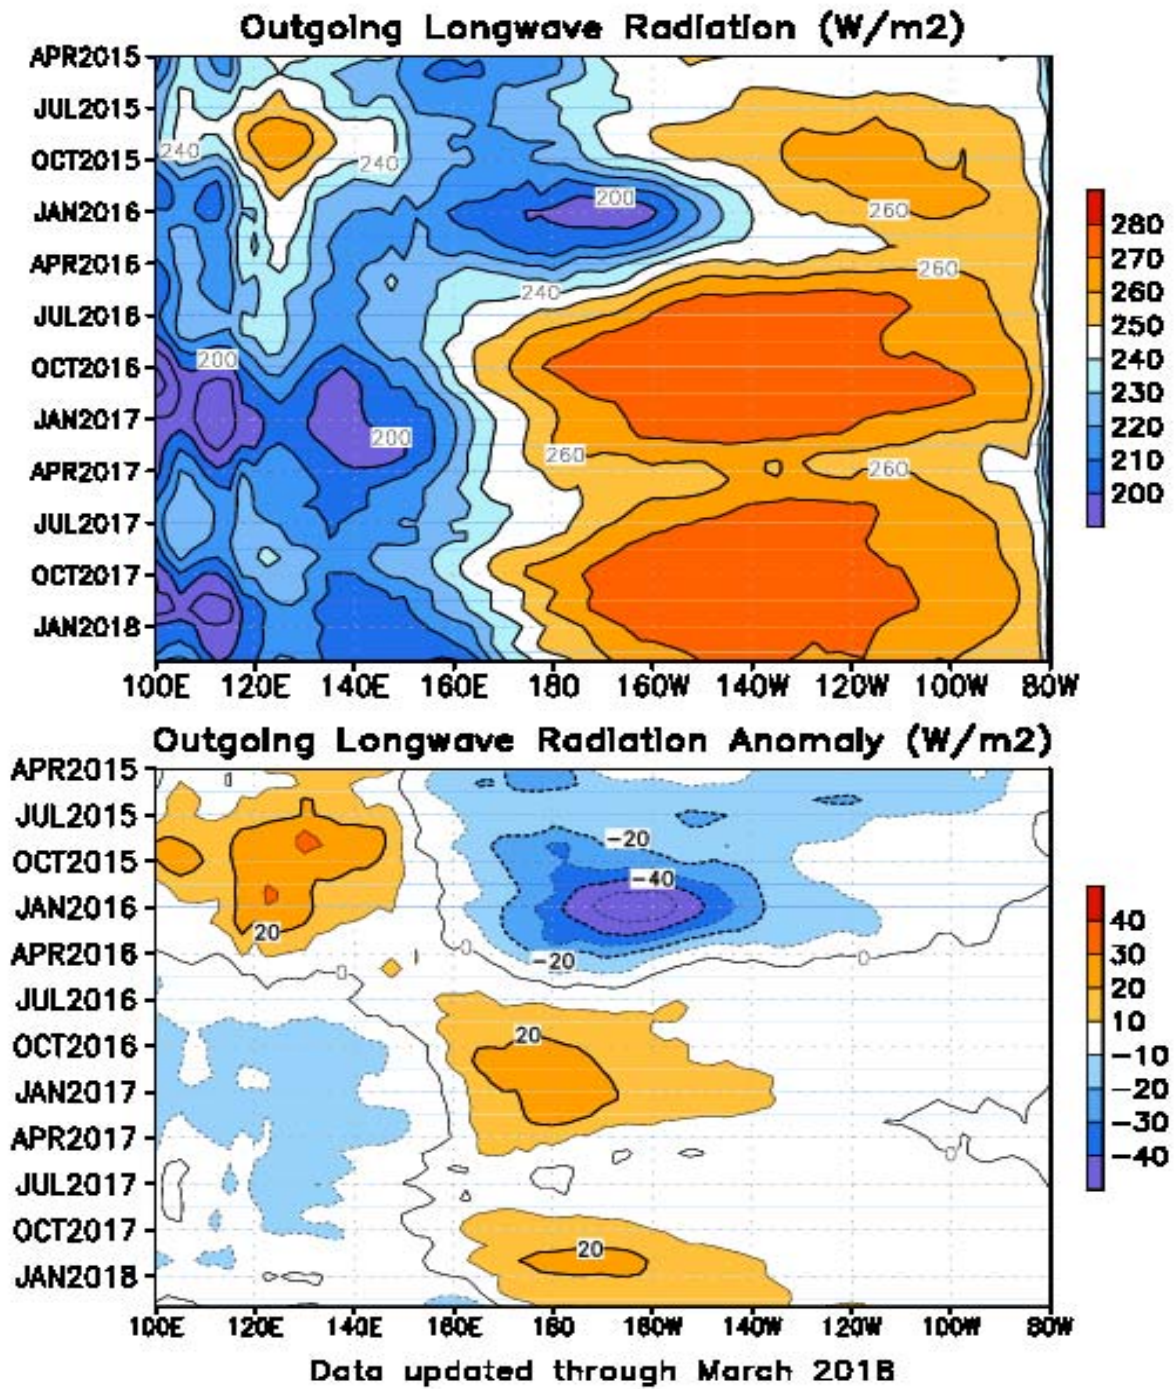 Outgoing Longwave Radiation (W/m2)
APR2015
JUL2015
OCT2015
JAN2016
APR2016
JUL2016
OCT2016
JAN2017
APR2017
JUL2017
OCT2017
JAN2018
240
240
200
260
260
240
200
200
260
260
280
270
260
250
240
230
220
210
200
100E 120E 140E 160E 180 160W 140W 120W 100W 80W
Outgoing Longwave Radiation Anomaly (W/m2)
APR2015
JUL2015
OCT2015
JAN2016
APR2016
JUL2016
OCT2016
JAN2017
APR2017
JUL2017
OCT2017
JAN2018
-20
-40
20
0
-20
0
0
20
0
20
40
30
20
10
-10
-20
-30
-40
100E 120E 140E 160E 180 160W 140W 120W 100W 80W
Data updated through March 2018